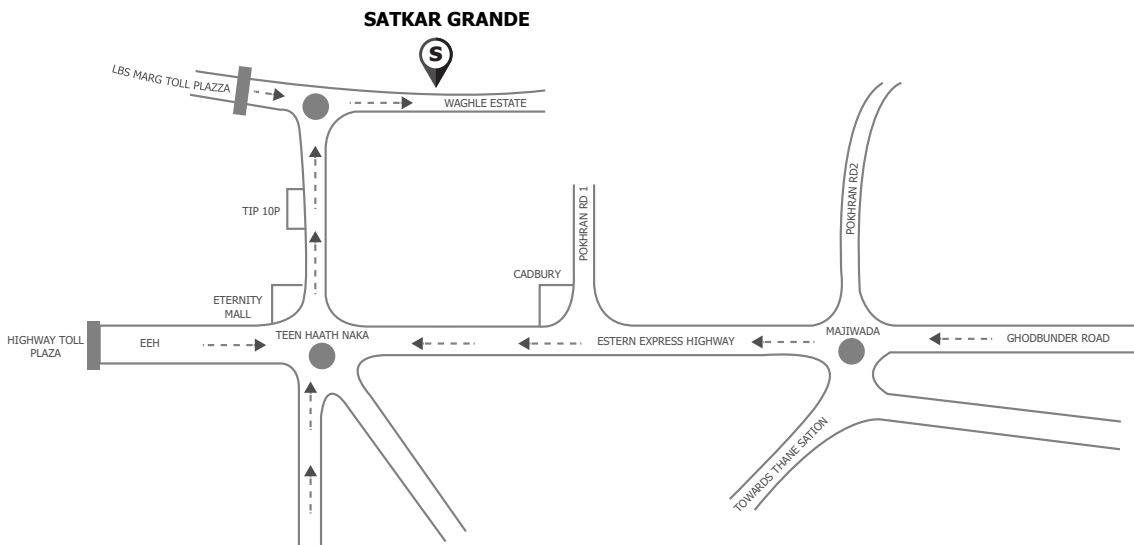 SATKAR GRANDE
S
LBS MARG TOLL PLAZZA
WAGHLE ESTATE
POKHRAN RD2
TIP 10P
POKHRAN RD 1
CADBURY
ETERNITY
MALL
HIGHWAY TOLL
PLAZA
EEH
TEEN HAATH NAKA
ESTERN EXPRESS HIGHWAY
MAJIWADA
GHODBUNDER ROAD
TOWARDS THANE SATION